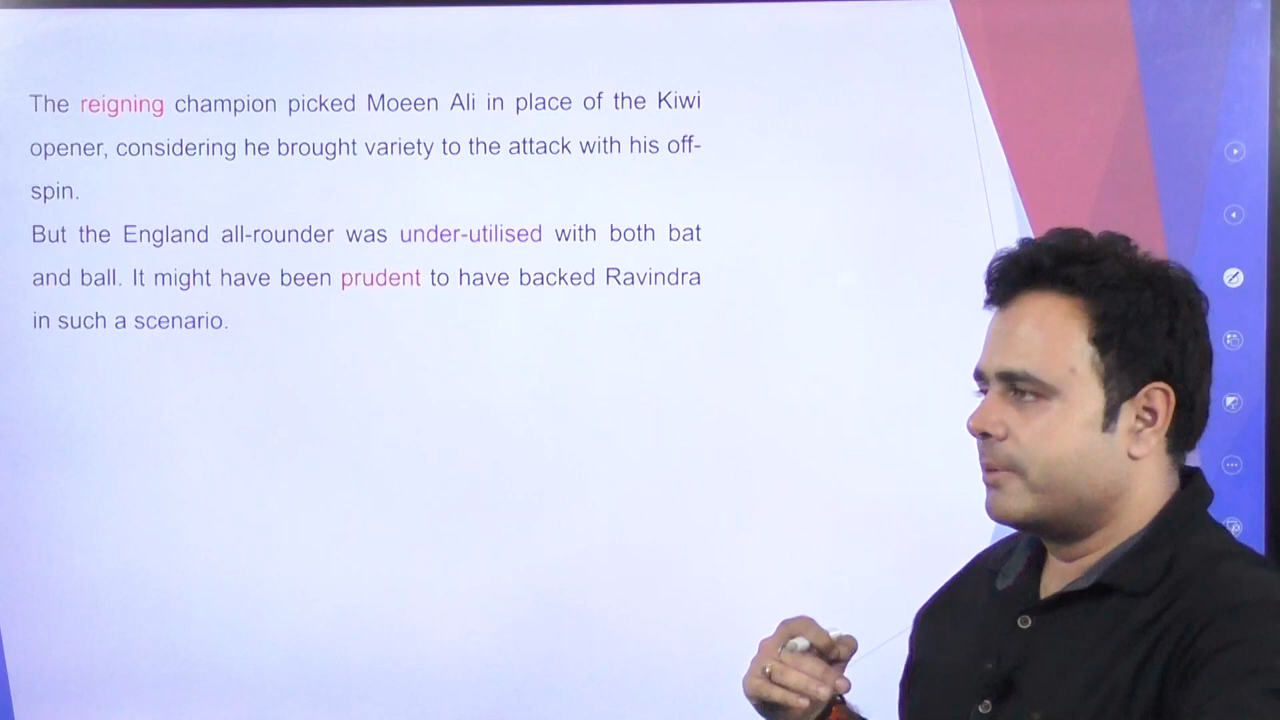 The reigning champion picked Moeen Ali in place of the Kiwi
opener, considering he brought variety to the attack with his off-
spin.
But the England all-rounder was under-utilised with both bat
and ball. It might have been prudent to have backed Ravindra
in such a scenario.